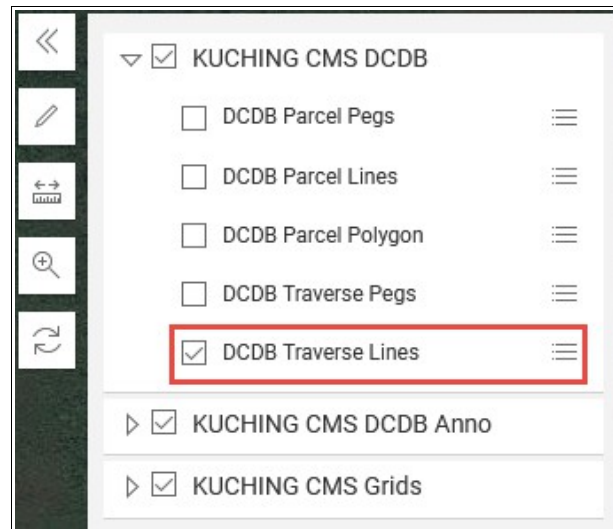 KUCHING CMS DCDB
DCDB Parcel Pegs
DCDB Parcel Lines
DCDB Parcel Polygon
DCDB Traverse Pegs
DCDB Traverse Lines
KUCHING CMS DCDB Anno
KUCHING CMS Grids